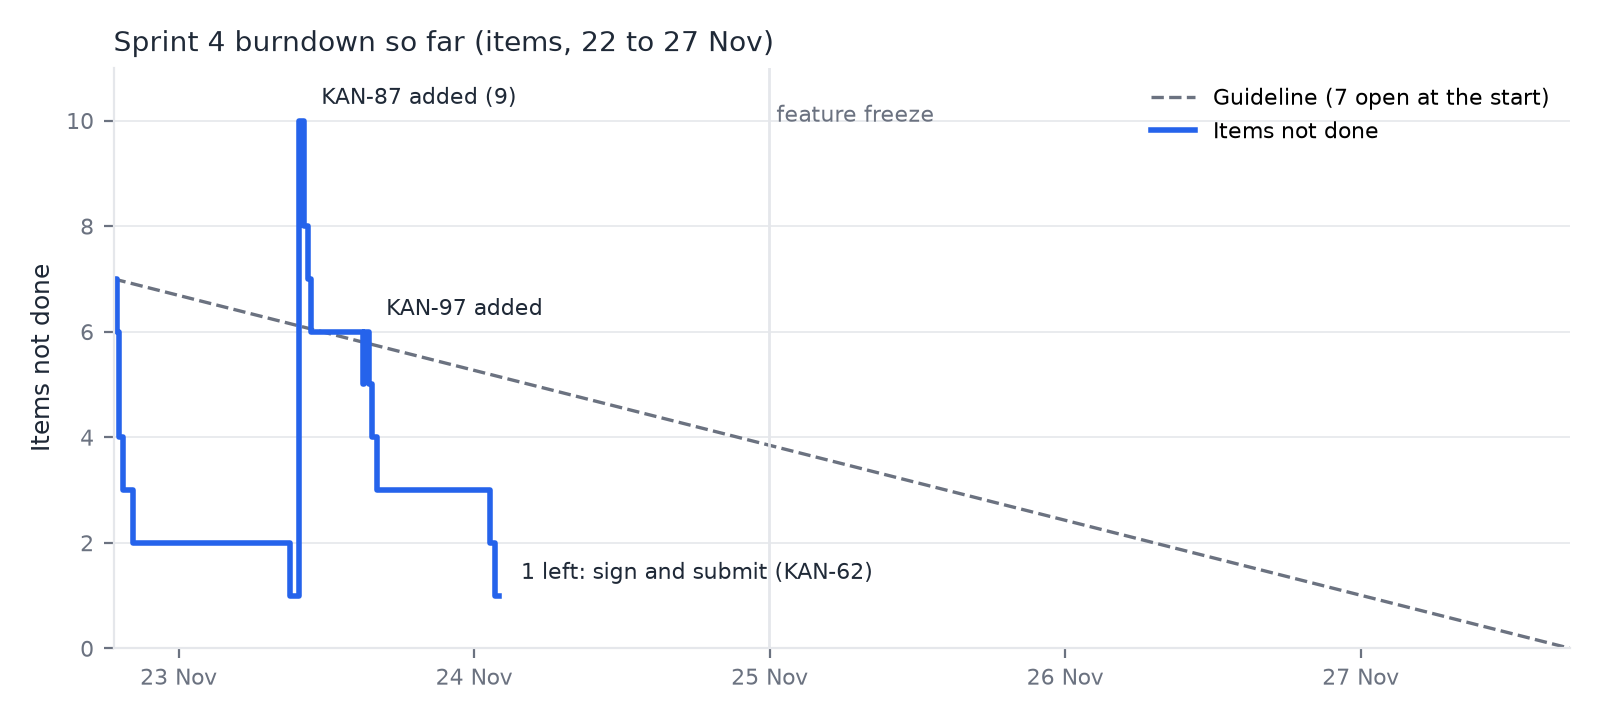 Sprint 4 burndown so far (items, 22 to 27 Nov)
KAN-87 added (9)
feature freeze
Guideline (7 open at the start)
Items not done
KAN-97 added
1 left: sign and submit (KAN-62)
Items not done
10
8
6
4
2
0
23 Nov
24 Nov
25 Nov
26 Nov
27 Nov